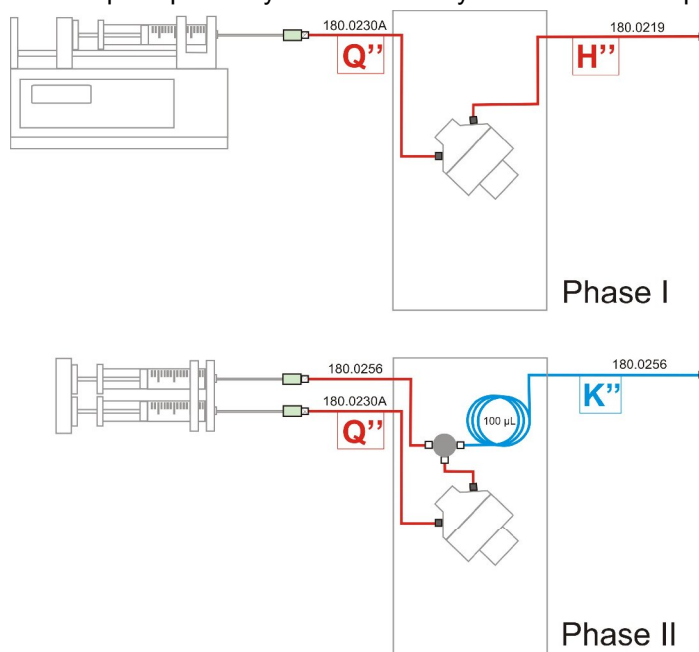 180.0230A
180.0219
Q’’
H’’
Phase I
180.0256
180.0256
180.0230A
K’’
Q’’
100 µL
Phase II